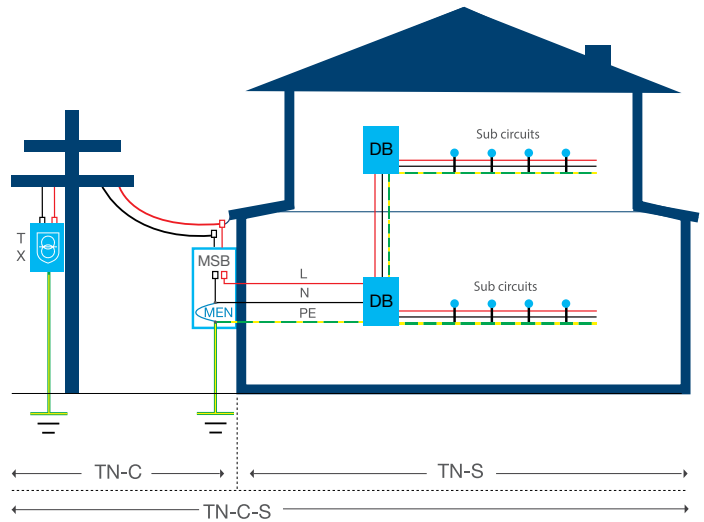 DB
Sub circuits
T
X
MSB
L
N
DB
Sub circuits
MEN
PE
TN-C
TN-S
TN-C-S